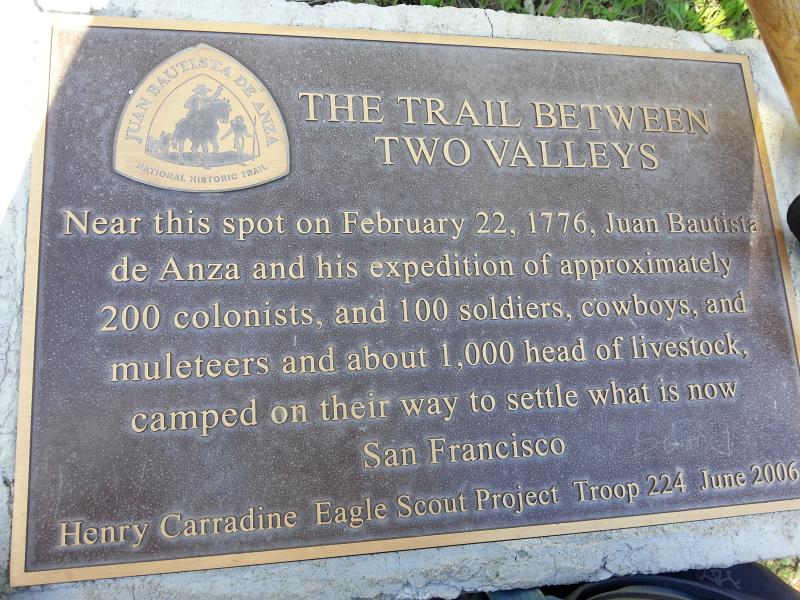 JUAN BAUTISTA DE ANZA
NATIONAL HISTORIC TRAIL
THE TRAIL BETWEEN
TWO VALLEYS
Near this spot on February 22, 1776, Juan Bautista
de Anza and his expedition of approximately
200 colonists, and 100 soldiers, cowboys, and
muleteers and about 1,000 head of livestock,
camped on their way to settle what is now
San Francisco
Henry Carradine Eagle Scout Project Troop 224 June 2006